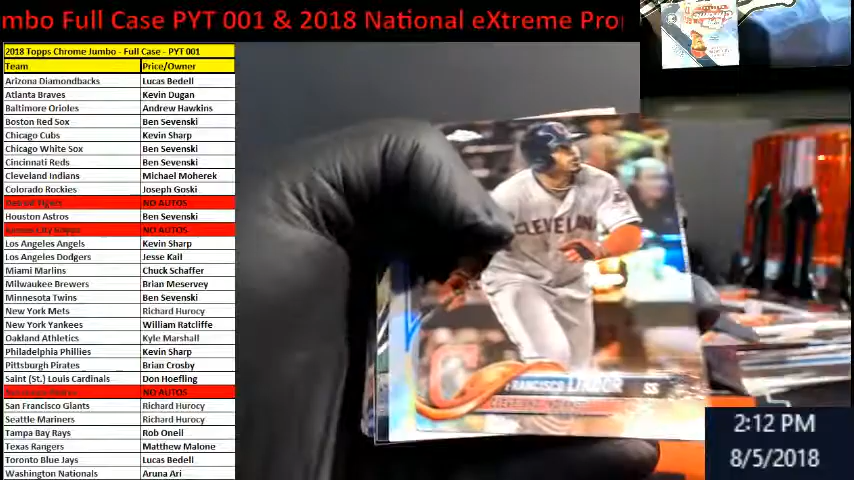 mbo Full Case PYT 001 & 2018 National eXtreme Pro
2018 Topps Chrome Jumbo - Full Case - PYT 001
Team Price/Owner
Arizona Diamondbacks Lucas Bedell
Atlanta Braves Kevin Dugan
Baltimore Orioles Andrew Hawkins
Boston Red Sox Ben Sevenski
Chicago Cubs Kevin Sharp
Chicago White Sox Ben Sevenski
Cincinnati Reds Ben Sevenski
Cleveland Indians Michael Moherek
Colorado Rockies Joseph Goski
Detroit Tigers NO AUTOS
Houston Astros Ben Sevenski
Kansas City Royals NO AUTOS
Los Angeles Angels Kevin Sharp
Los Angeles Dodgers Jesse Kail
Miami Marlins Chuck Schaffer
Milwaukee Brewers Brian Meservey
Minnesota Twins Ben Sevenski
New York Mets Richard Hurocy
New York Yankees William Ratcliffe
Oakland Athletics Kyle Marshall
Philadelphia Phillies Kevin Sharp
Pittsburgh Pirates Brian Crosby
Saint (St.) Louis Cardinals Don Hoefling
NO AUTOS
San Francisco Giants Richard Hurocy
Seattle Mariners Richard Hurocy
Tampa Bay Rays Rob Onell
Texas Rangers Matthew Malone
Toronto Blue Jays Lucas Bedell
Washington Nationals Aruna Ari
CLEVELAND
FRANCISCO LINDOR SS
2:12 PM
8/5/2018